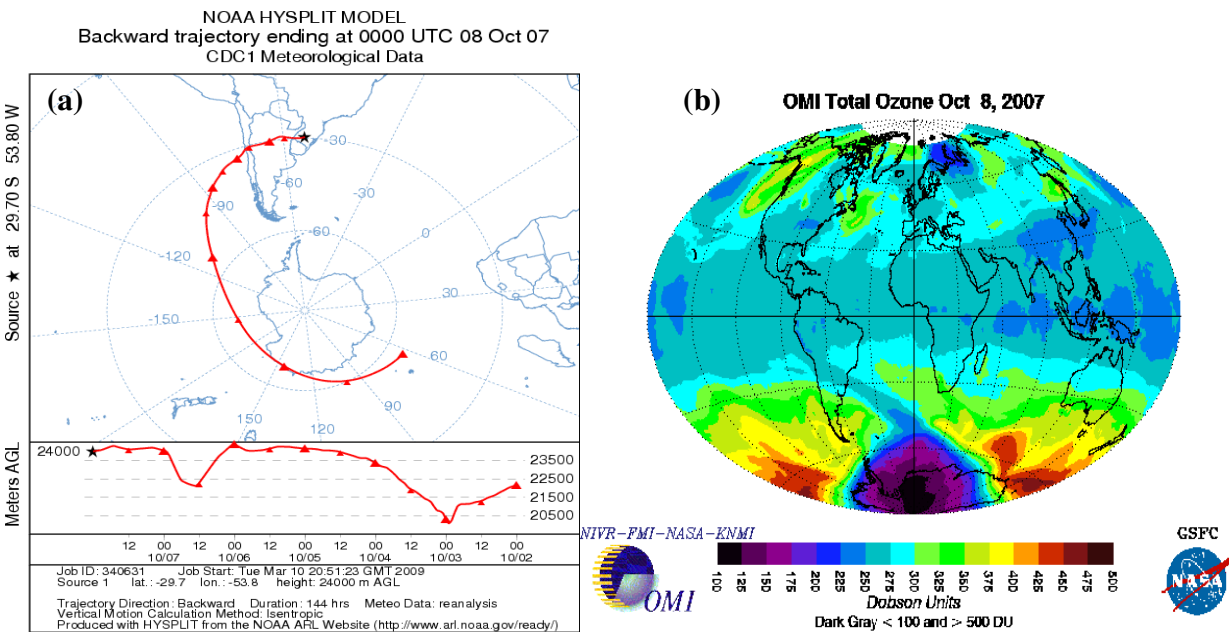 NOAA HYSPLIT MODEL
Backward trajectory ending at 0000 UTC 08 Oct 07
CDC1 Meteorological Data
(a)
Source ★ at 29.70 S 53.80 W
-30
-60
-30
-90
-60
0
-120
30
-150
60
90
150
120
Meters AGL
24000
23500
22500
21500
20500
12 00 12 00 12 00 12 00 12 00 12 00
10/07 10/06 10/05 10/04 10/03 10/02
Job ID: 340631 Job Start: Tue Mar 10 20:51:23 GMT 2009
Source 1 lat.: -29.7 lon.: -53.8 height: 24000 m AGL
Trajectory Direction: Backward Duration: 144 hrs Meteo Data: reanalysis
Vertical Motion Calculation Method: Isentropic
Produced with HYSPLIT from the NOAA ARL Website (http://www.arl.noaa.gov/ready/)
(b)
OMI Total Ozone Oct 8, 2007
NIVR-FMI-NASA-KNMI
OMI
GSFC
NASA
100 125 150 175 200 225 250 275 300 325 350 375 400 425 450 475 500
Dobson Units
Dark Gray < 100 and > 500 DU